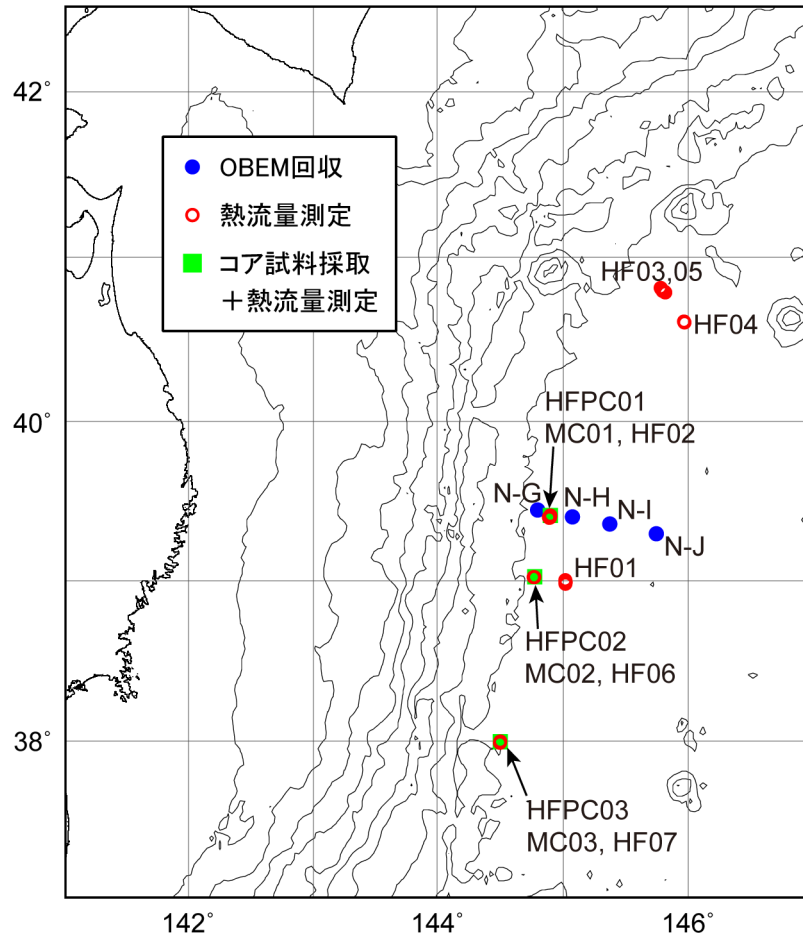 42°
OBEM回収
熱流量測定
コア試料採取
＋熱流量測定
HF03,05
HF04
HFPC01
MC01, HF02
40°
N-G
N-H
N-I
N-J
HF01
HFPC02
MC02, HF06
38°
HFPC03
MC03, HF07
142°
144°
146°